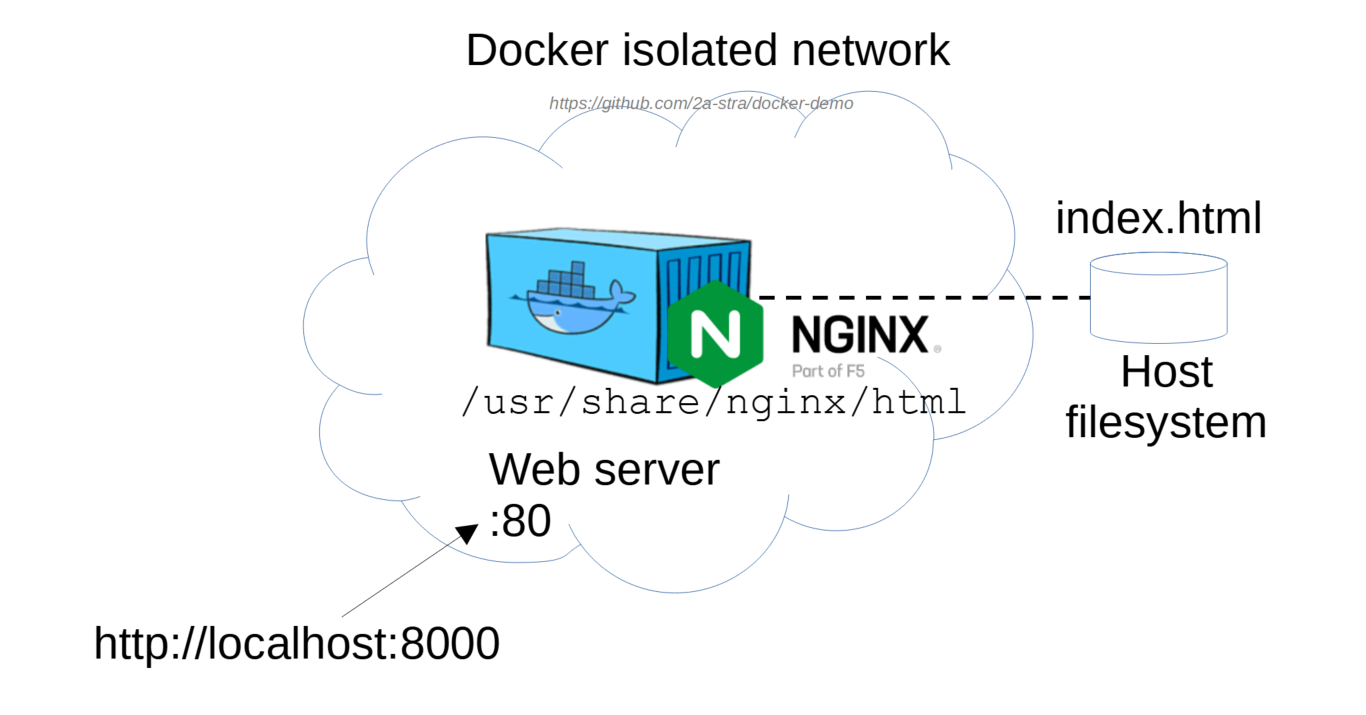 Docker isolated network
https://github.com/2a-stra/docker-demo
index.html
N NGINX®
Part of F5
/usr/share/nginx/html
Host
filesystem
Web server
:80
http://localhost:8000